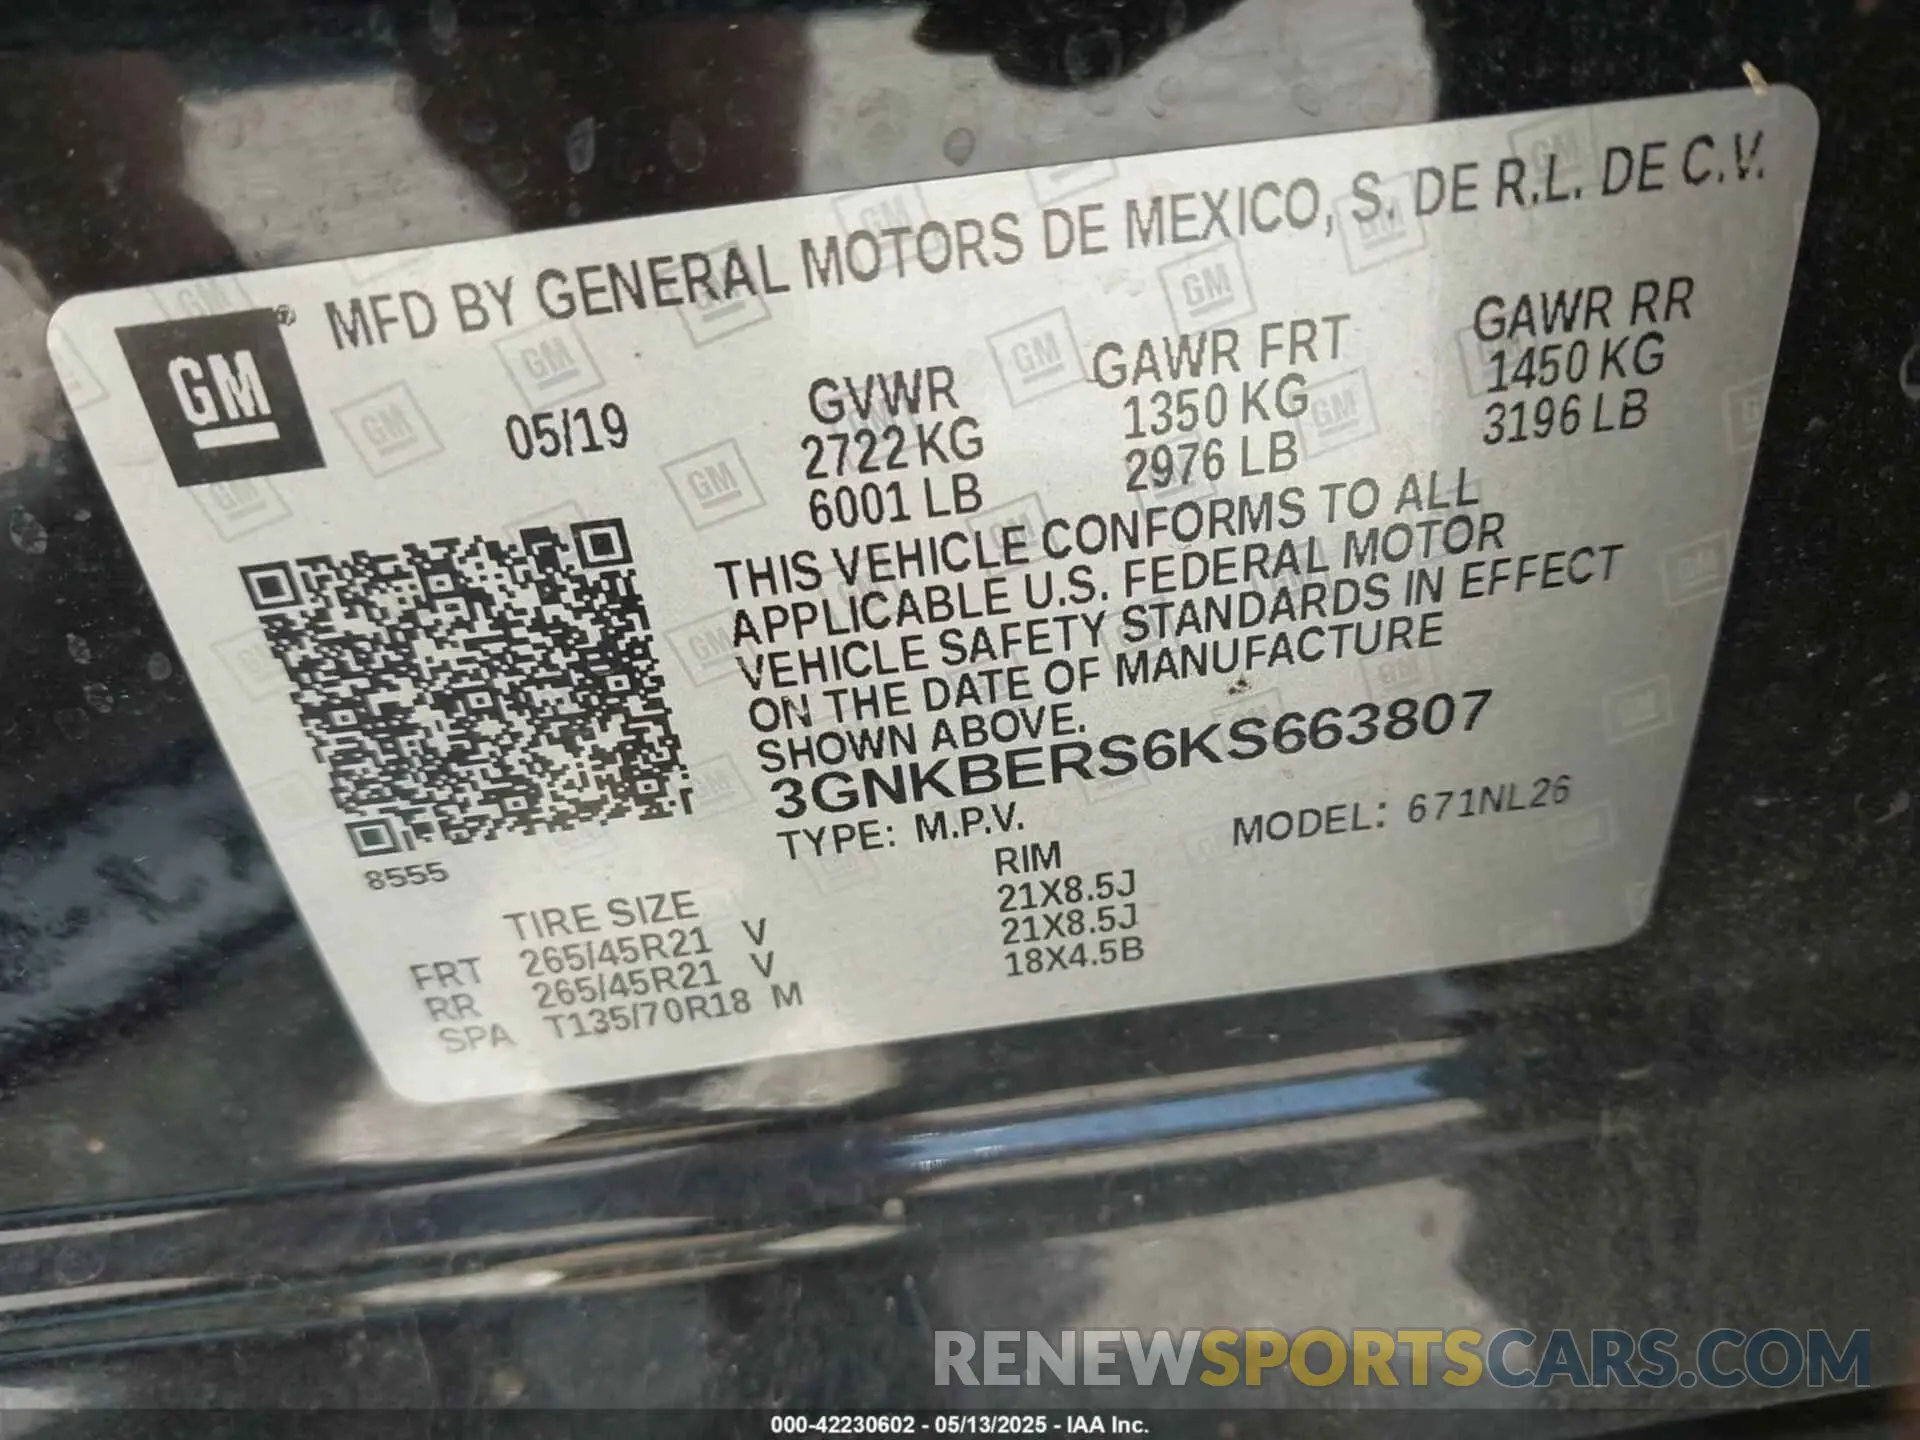 GM®
MFD BY GENERAL MOTORS DE MEXICO, S. DE R.L. DE C.V.
05/19
GVWR
2722 KG
6001 LB
GAWR FRT
1350 KG
2976 LB
GAWR RR
1450 KG
3196 LB
THIS VEHICLE CONFORMS TO ALL
APPLICABLE U.S. FEDERAL MOTOR
VEHICLE SAFETY STANDARDS IN EFFECT
ON THE DATE OF MANUFACTURE
SHOWN ABOVE.
3GNKBERS6KS663807
TYPE: M.P.V.
MODEL: 671NL26
8555
TIRE SIZE
RIM
FRT 265/45R21 V 21X8.5J
RR 265/45R21 V 21X8.5J
SPA T135/70R18 M 18X4.5B
RENEWSPORTSCARS.COM
000-42230602 - 05/13/2025 - IAA Inc.